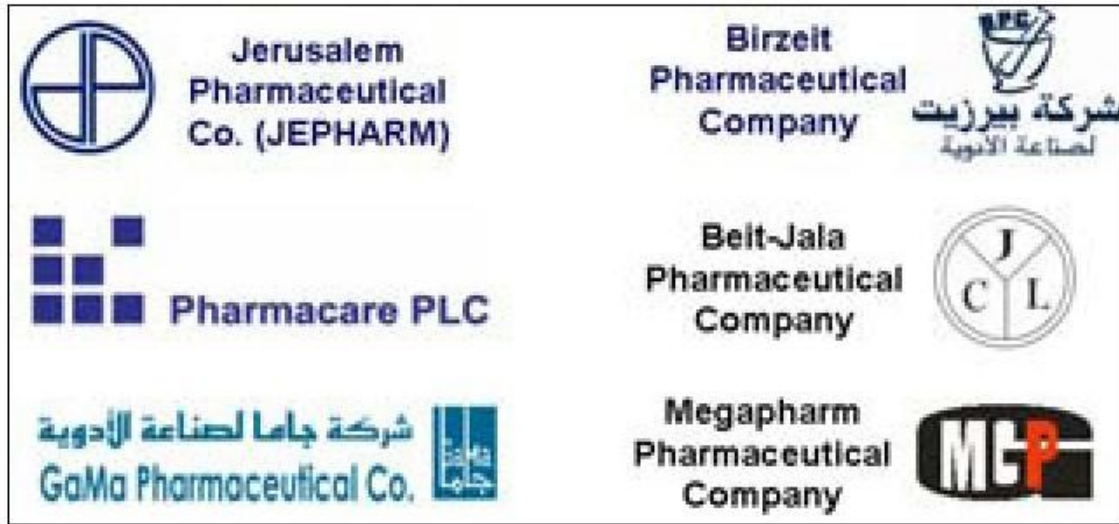 Jerusalem
Pharmaceutical
Co. (JEPHARM)
Birzeit
Pharmaceutical
Company
BPC
شركة بيرزيت
لصناعة الادوية
Pharmacare PLC
Beit-Jala
Pharmaceutical
Company
J
C L
شركة جاما لصناعة الأدوية
GaMa Pharmaceutical Co.
GaMa
جاما
Megapharm
Pharmaceutical
Company
MGP